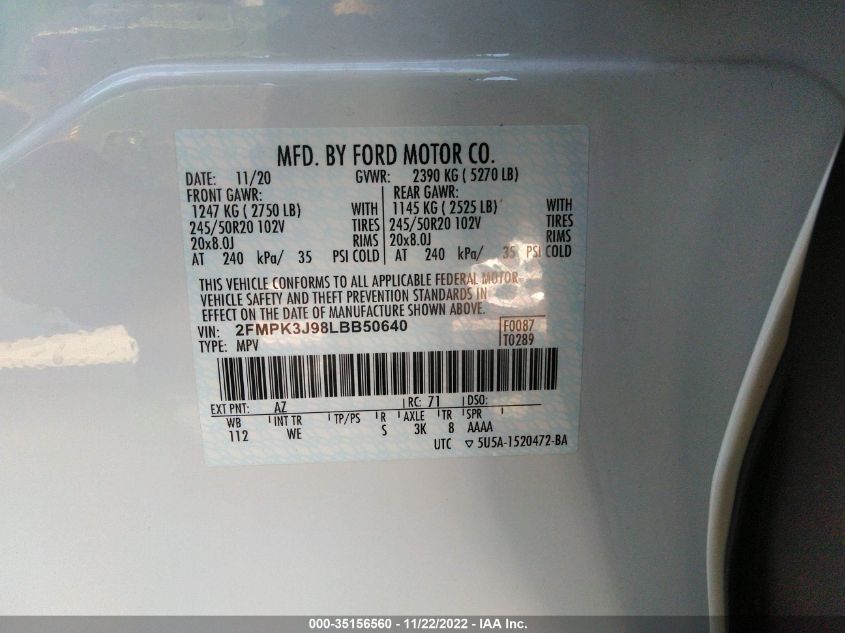 MFD. BY FORD MOTOR CO.
DATE: 11/20 GVWR: 2390 KG ( 5270 LB)
FRONT GAWR: REAR GAWR:
1247 KG ( 2750 LB) WITH 1145 KG ( 2525 LB) WITH
245/50R20 102V TIRES 245/50R20 102V TIRES
20x8.0J RIMS 20x8.0J RIMS
AT 240 kPa/ 35 PSI COLD AT 240 kPa/ 35 PSI COLD
THIS VEHICLE CONFORMS TO ALL APPLICABLE FEDERAL MOTOR
VEHICLE SAFETY AND THEFT PREVENTION STANDARDS IN
EFFECT ON THE DATE OF MANUFACTURE SHOWN ABOVE.
VIN: 2FMPK3J98LBB50640 F0087
TYPE: MPV T0289
EXT PNT: AZ RC: 71 DSO:
WB INT TR TP/PS R AXLE TR SPR
112 WE S 3K 8 AAAA
UTC ▽ 5U5A-1520472-BA
000-35156560 - 11/22/2022 - IAA Inc.